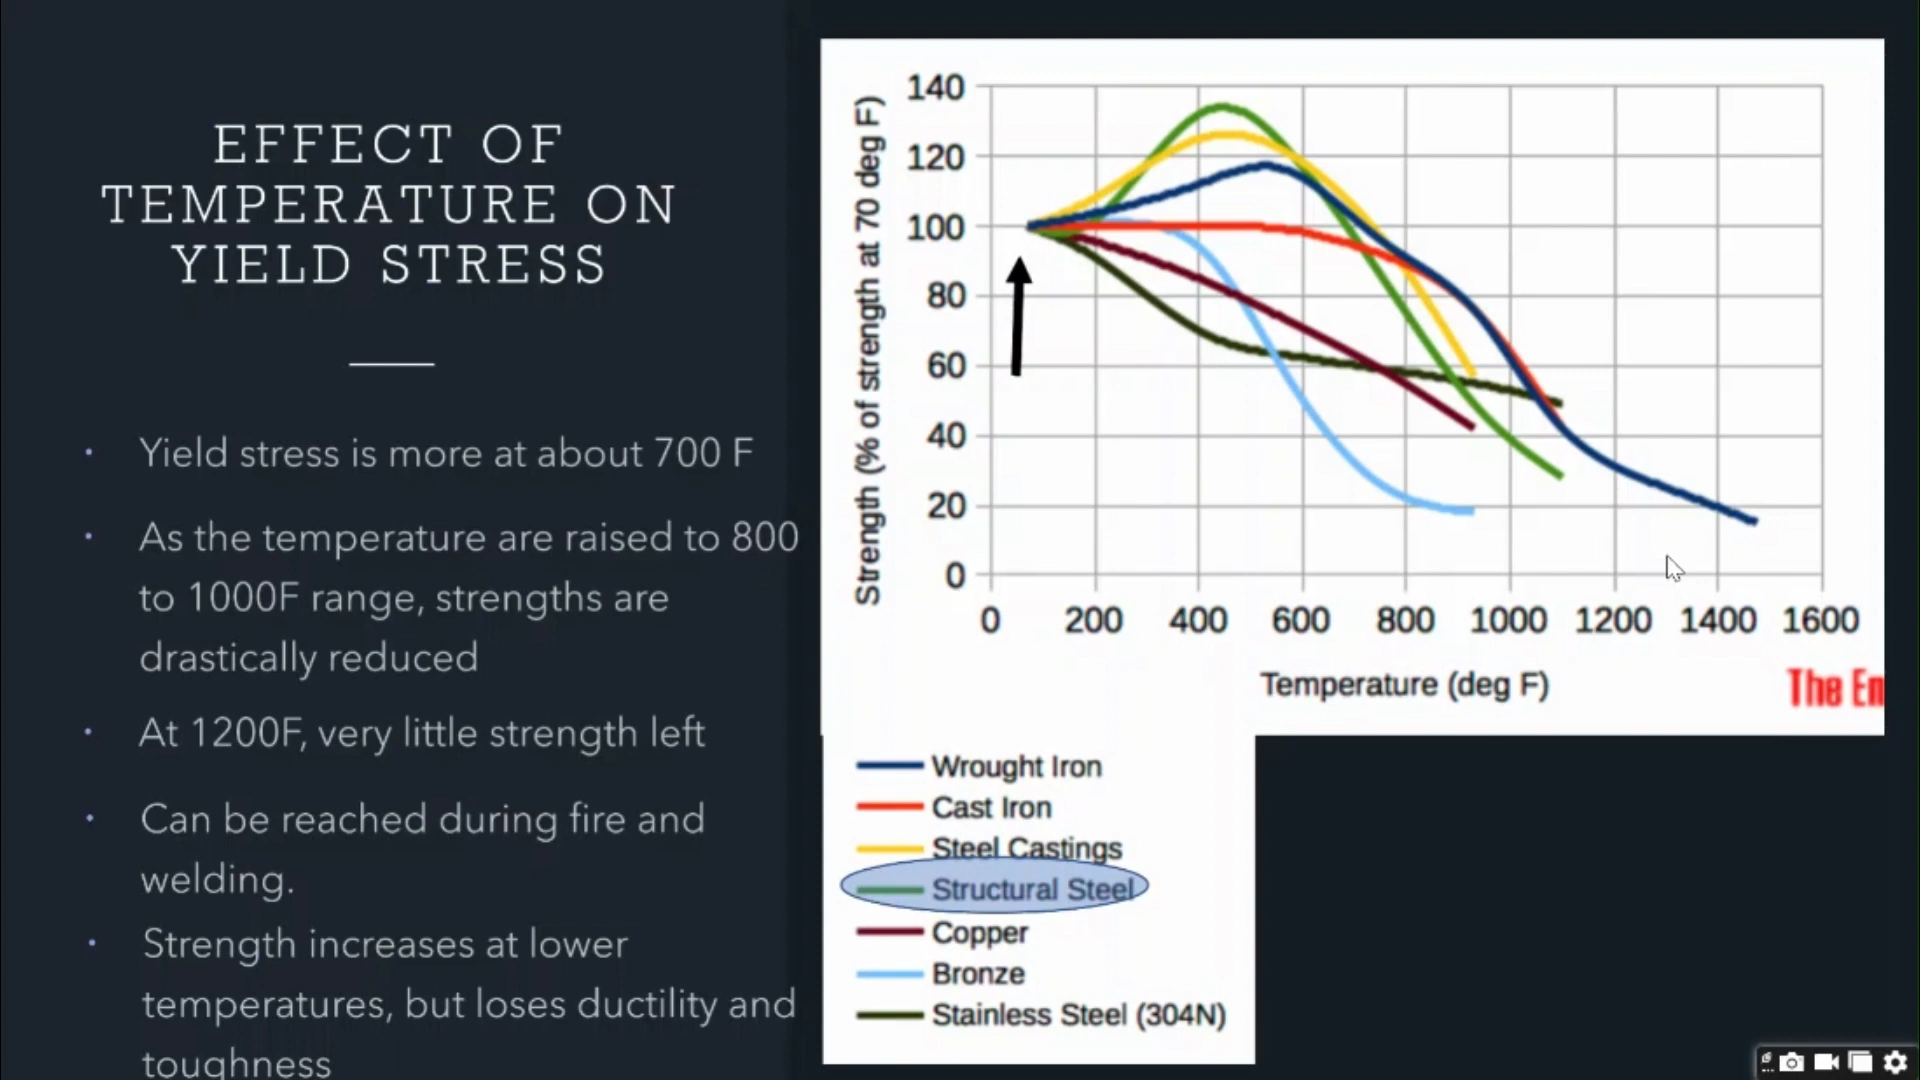 EFFECT OF
TEMPERATURE ON
YIELD STRESS
• Yield stress is more at about 700 F
• As the temperature are raised to 800
to 1000F range, strengths are
drastically reduced
• At 1200F, very little strength left
• Can be reached during fire and
welding.
• Strength increases at lower
temperatures, but loses ductility and
toughness
Strength (% of strength at 70 deg F)
140
120
100
80
60
40
20
0
0 200 400 600 800 1000 1200 1400 1600
Temperature (deg F)
The En
Wrought Iron
Cast Iron
Steel Castings
Structural Steel
Copper
Bronze
Stainless Steel (304N)